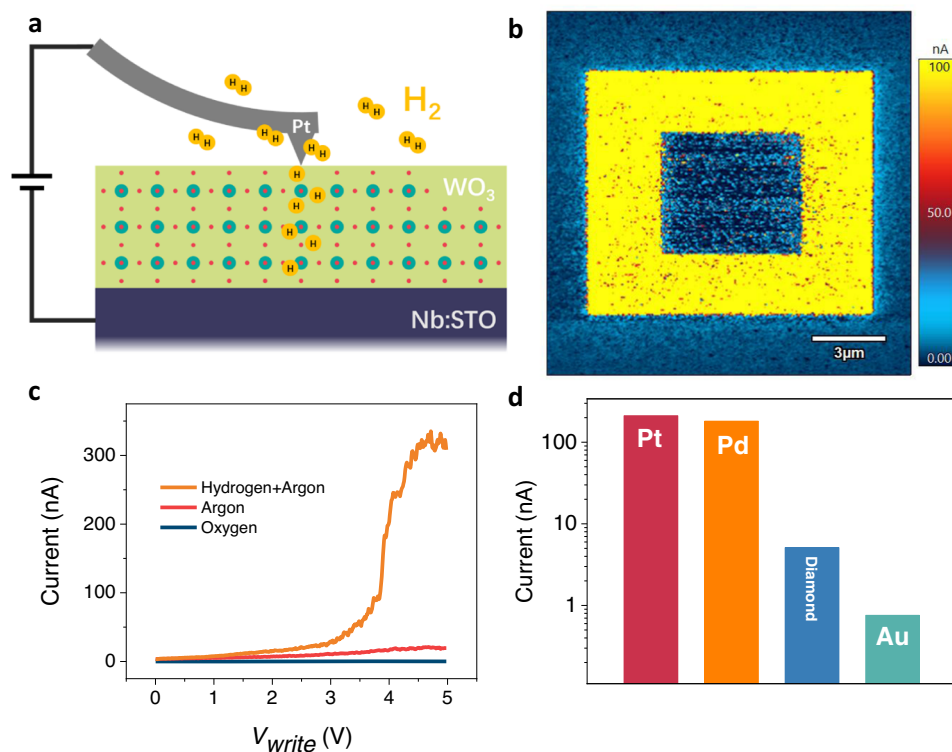 a
H H
H₂
H H
Pt
H H
H H
H H
H H
H
WO₃
H
H
H
H
H
Nb:STO
b
nA
100
50.0
0.00
3µm
c
Current (nA)
300
200
100
0
Hydrogen+Argon
Argon
Oxygen
0 1 2 3 4 5
V_write (V)
d
Current (nA)
100
10
1
Pt
Pd
Diamond
Au